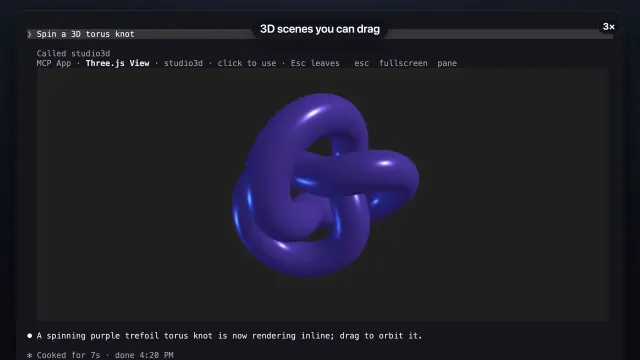 3D scenes you can drag
3×
❯ Spin a 3D torus knot
Called studio3d
MCP App · Three.js View · studio3d · click to use · Esc leaves esc fullscreen pane
● A spinning purple trefoil torus knot is now rendering inline; drag to orbit it.
✻ Cooked for 7s · done 4:20 PM